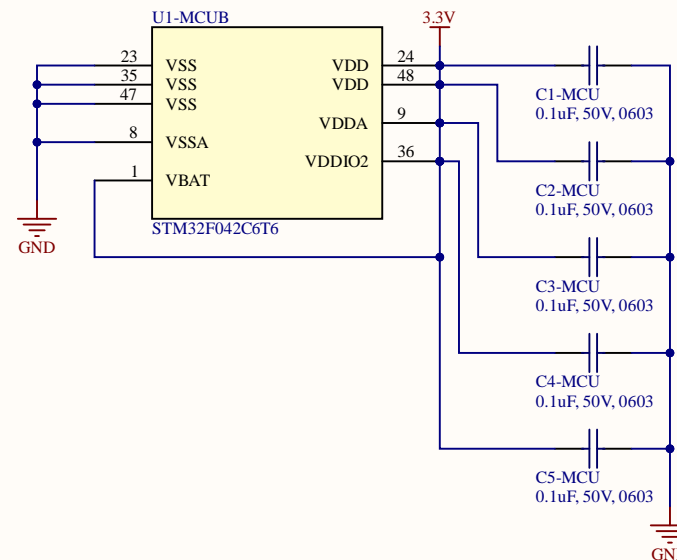 U1-MCUB
3.3V
23 VSS VDD 24
35 VSS VDD 48
47 VSS
VDDA 9
8 VSSA
VDDIO2 36
1 VBAT
STM32F042C6T6
GND
C1-MCU
0.1uF, 50V, 0603
C2-MCU
0.1uF, 50V, 0603
C3-MCU
0.1uF, 50V, 0603
C4-MCU
0.1uF, 50V, 0603
C5-MCU
0.1uF, 50V, 0603